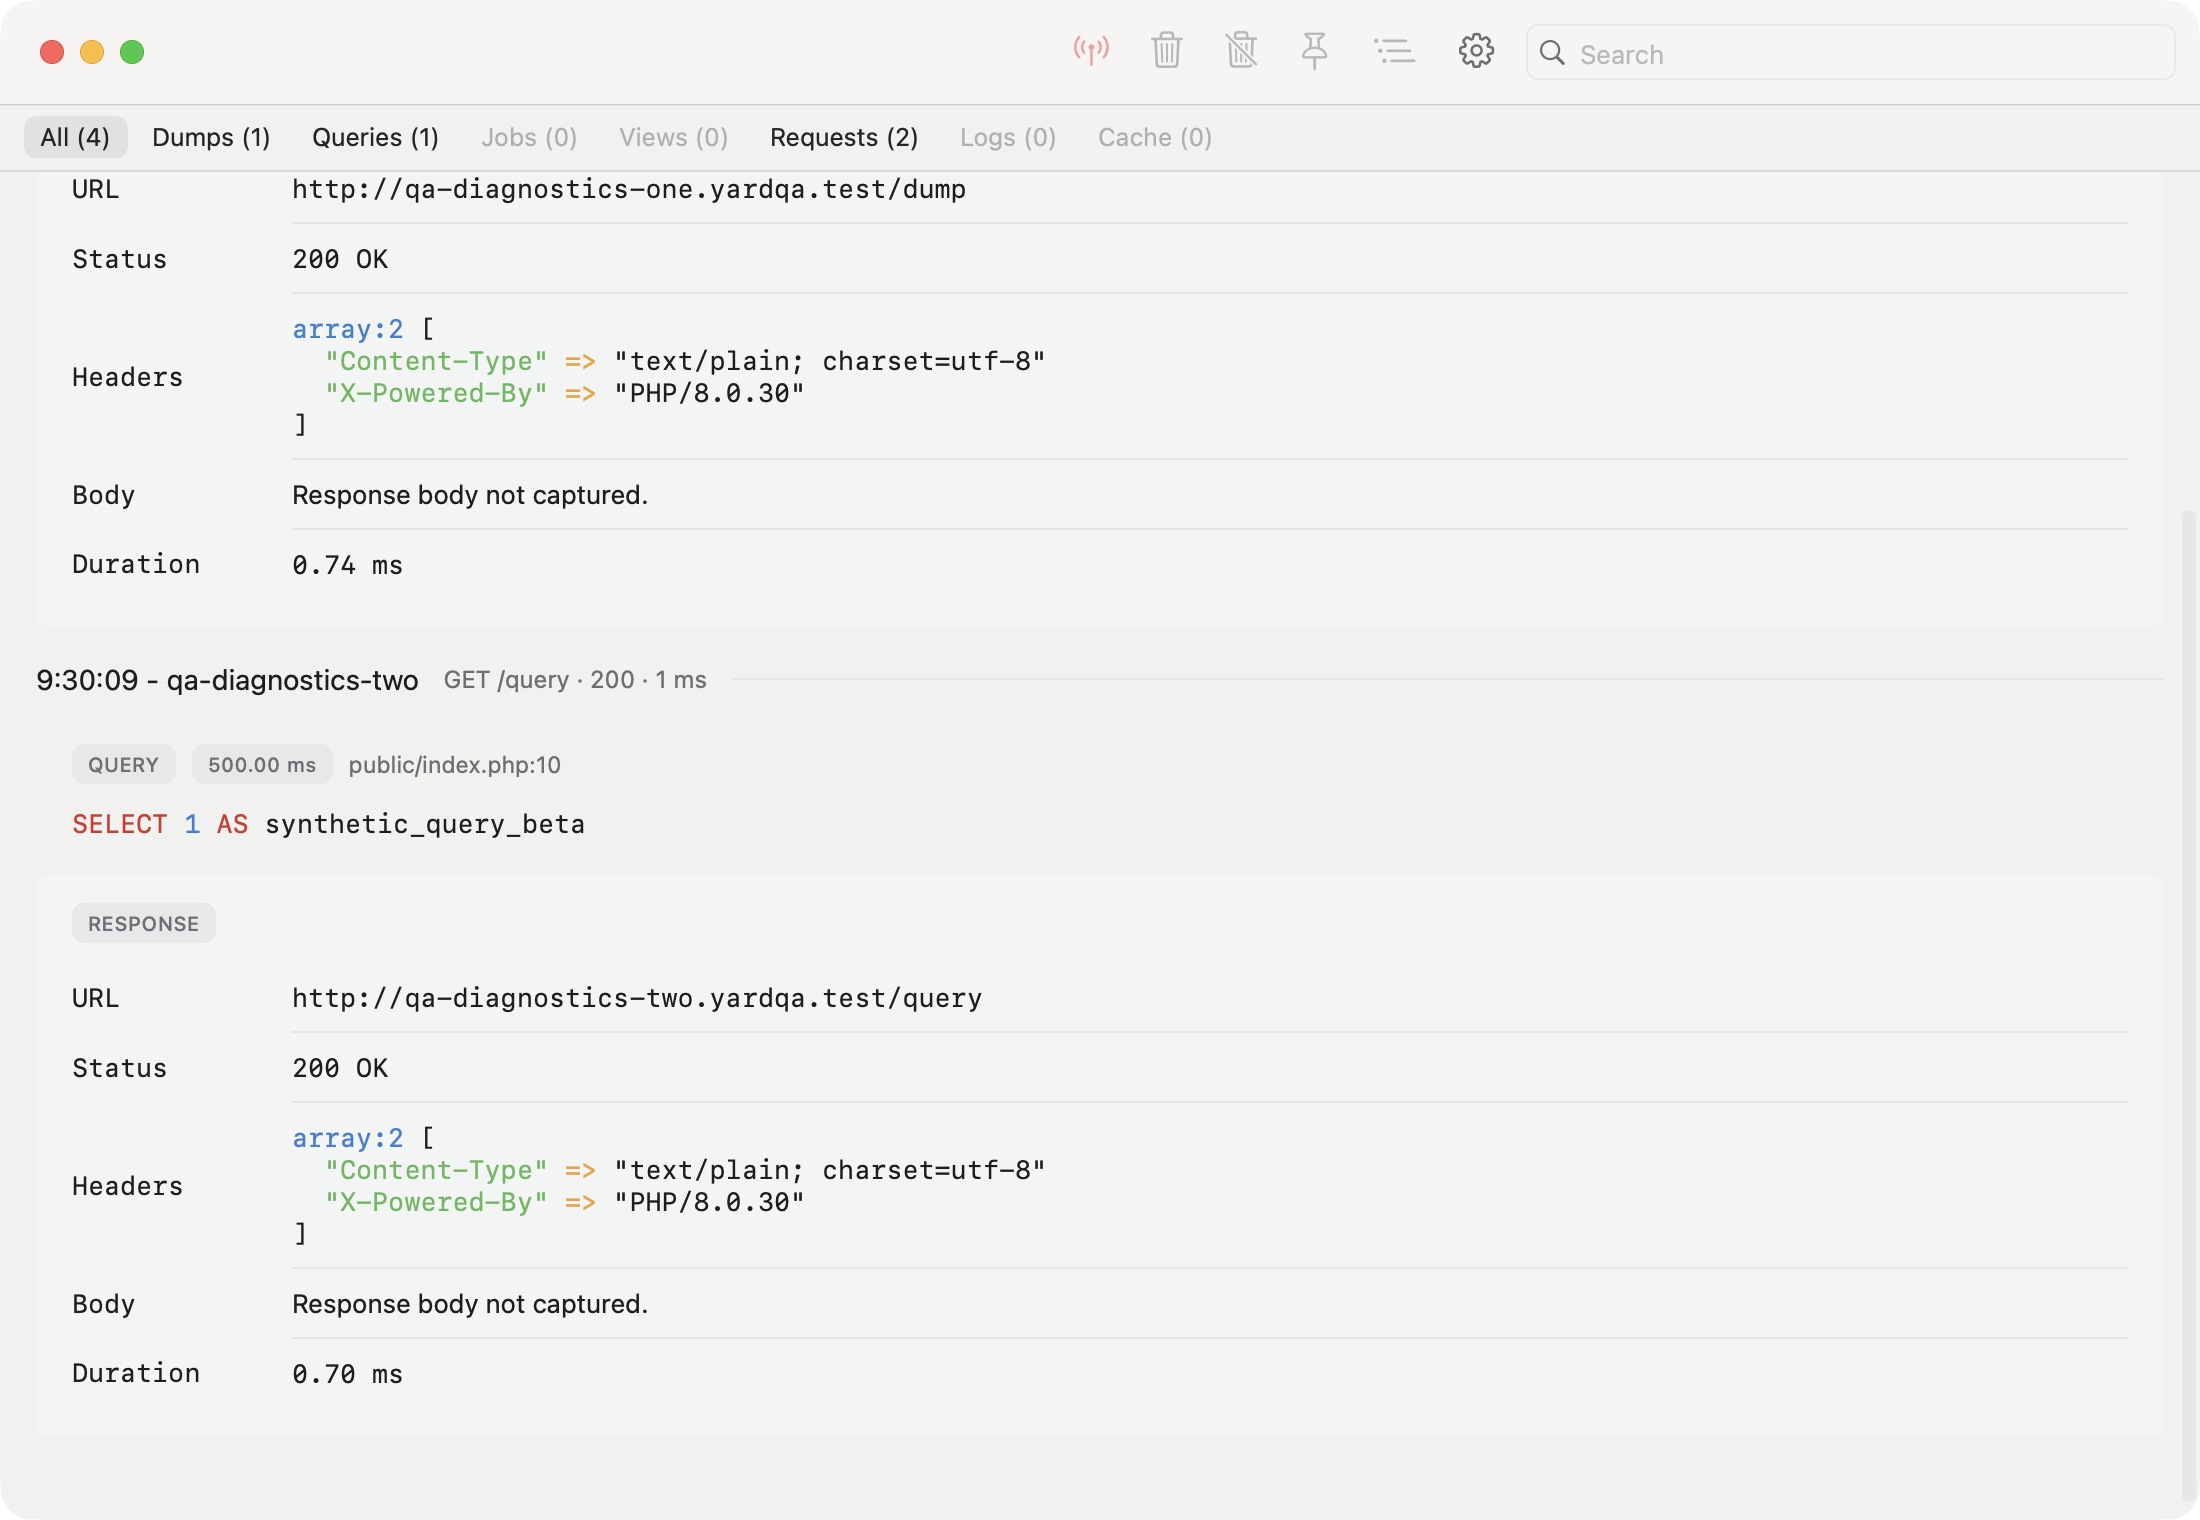 Search
All (4) Dumps (1) Queries (1) Jobs (0) Views (0) Requests (2) Logs (0) Cache (0)
URL http://qa-diagnostics-one.yardqa.test/dump
Status 200 OK
Headers array:2 [
"Content-Type" => "text/plain; charset=utf-8"
"X-Powered-By" => "PHP/8.0.30"
]
Body Response body not captured.
Duration 0.74 ms
9:30:09 - qa-diagnostics-two GET /query · 200 · 1 ms
QUERY 500.00 ms public/index.php:10
SELECT 1 AS synthetic_query_beta
RESPONSE
URL http://qa-diagnostics-two.yardqa.test/query
Status 200 OK
Headers array:2 [
"Content-Type" => "text/plain; charset=utf-8"
"X-Powered-By" => "PHP/8.0.30"
]
Body Response body not captured.
Duration 0.70 ms